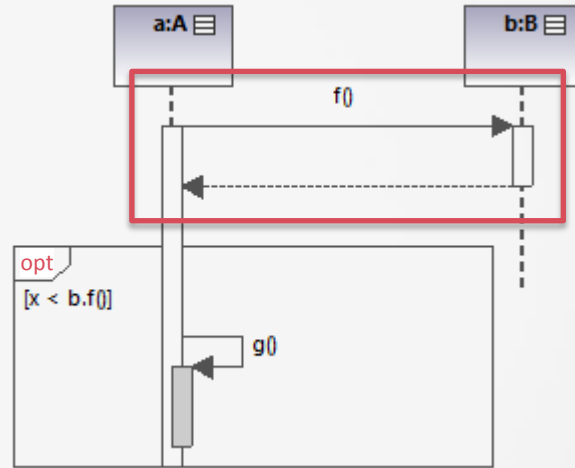 a:A
b:B
f()
opt
[x < b.f()]
g()